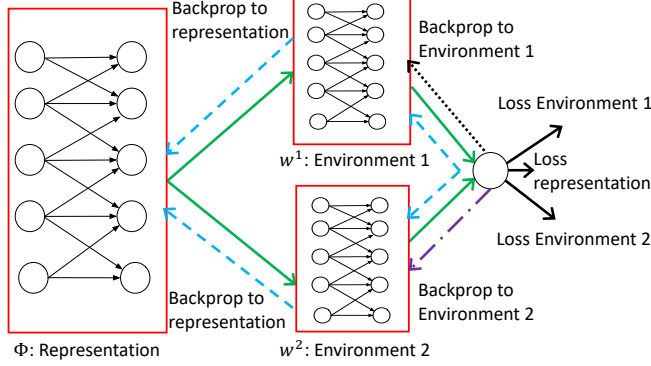 Backprop to
representation
Backprop to
Environment 1
Loss Environment 1
w¹: Environment 1
Loss
representation
Loss Environment 2
Backprop to
representation
Backprop to
Environment 2
Φ: Representation
w²: Environment 2